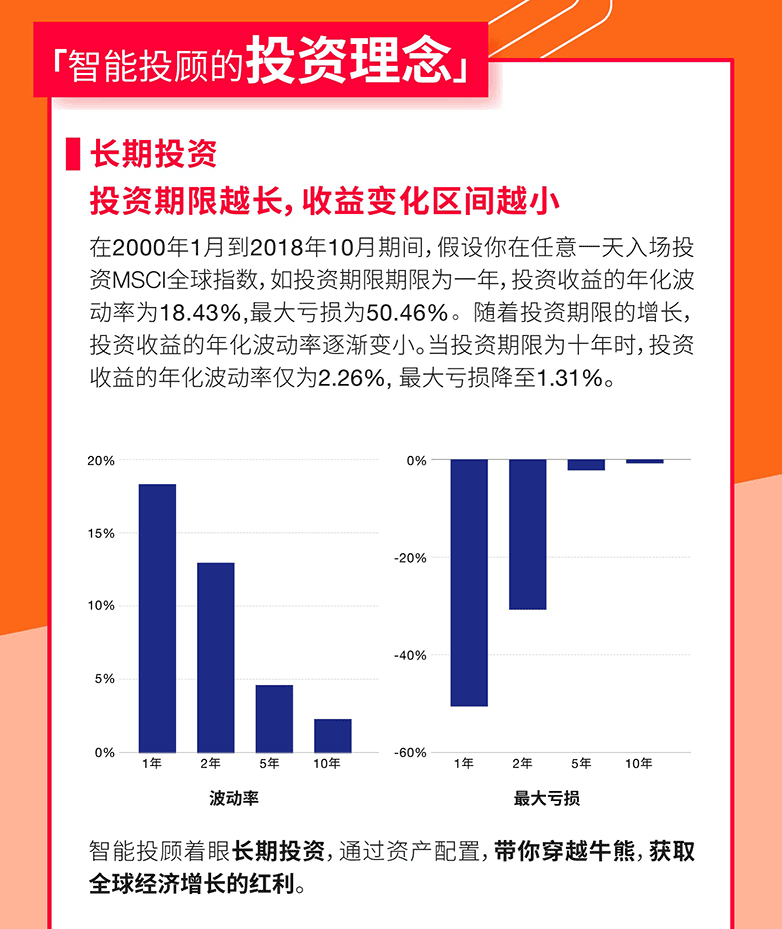 「智能投顾的投资理念」
长期投资
投资期限越长，收益变化区间越小
在2000年1月到2018年10月期间，假设你在任意一天入场投
资MSCI全球指数，如投资期限期限为一年，投资收益的年化波
动率为18.43%,最大亏损为50.46%。随着投资期限的增长，
投资收益的年化波动率逐渐变小。当投资期限为十年时，投资
收益的年化波动率仅为2.26%, 最大亏损降至1.31%。
20%
15%
10%
5%
0%
1年 2年 5年 10年
波动率
0%
-20%
-40%
-60%
1年 2年 5年 10年
最大亏损
智能投顾着眼长期投资，通过资产配置，带你穿越牛熊，获取
全球经济增长的红利。